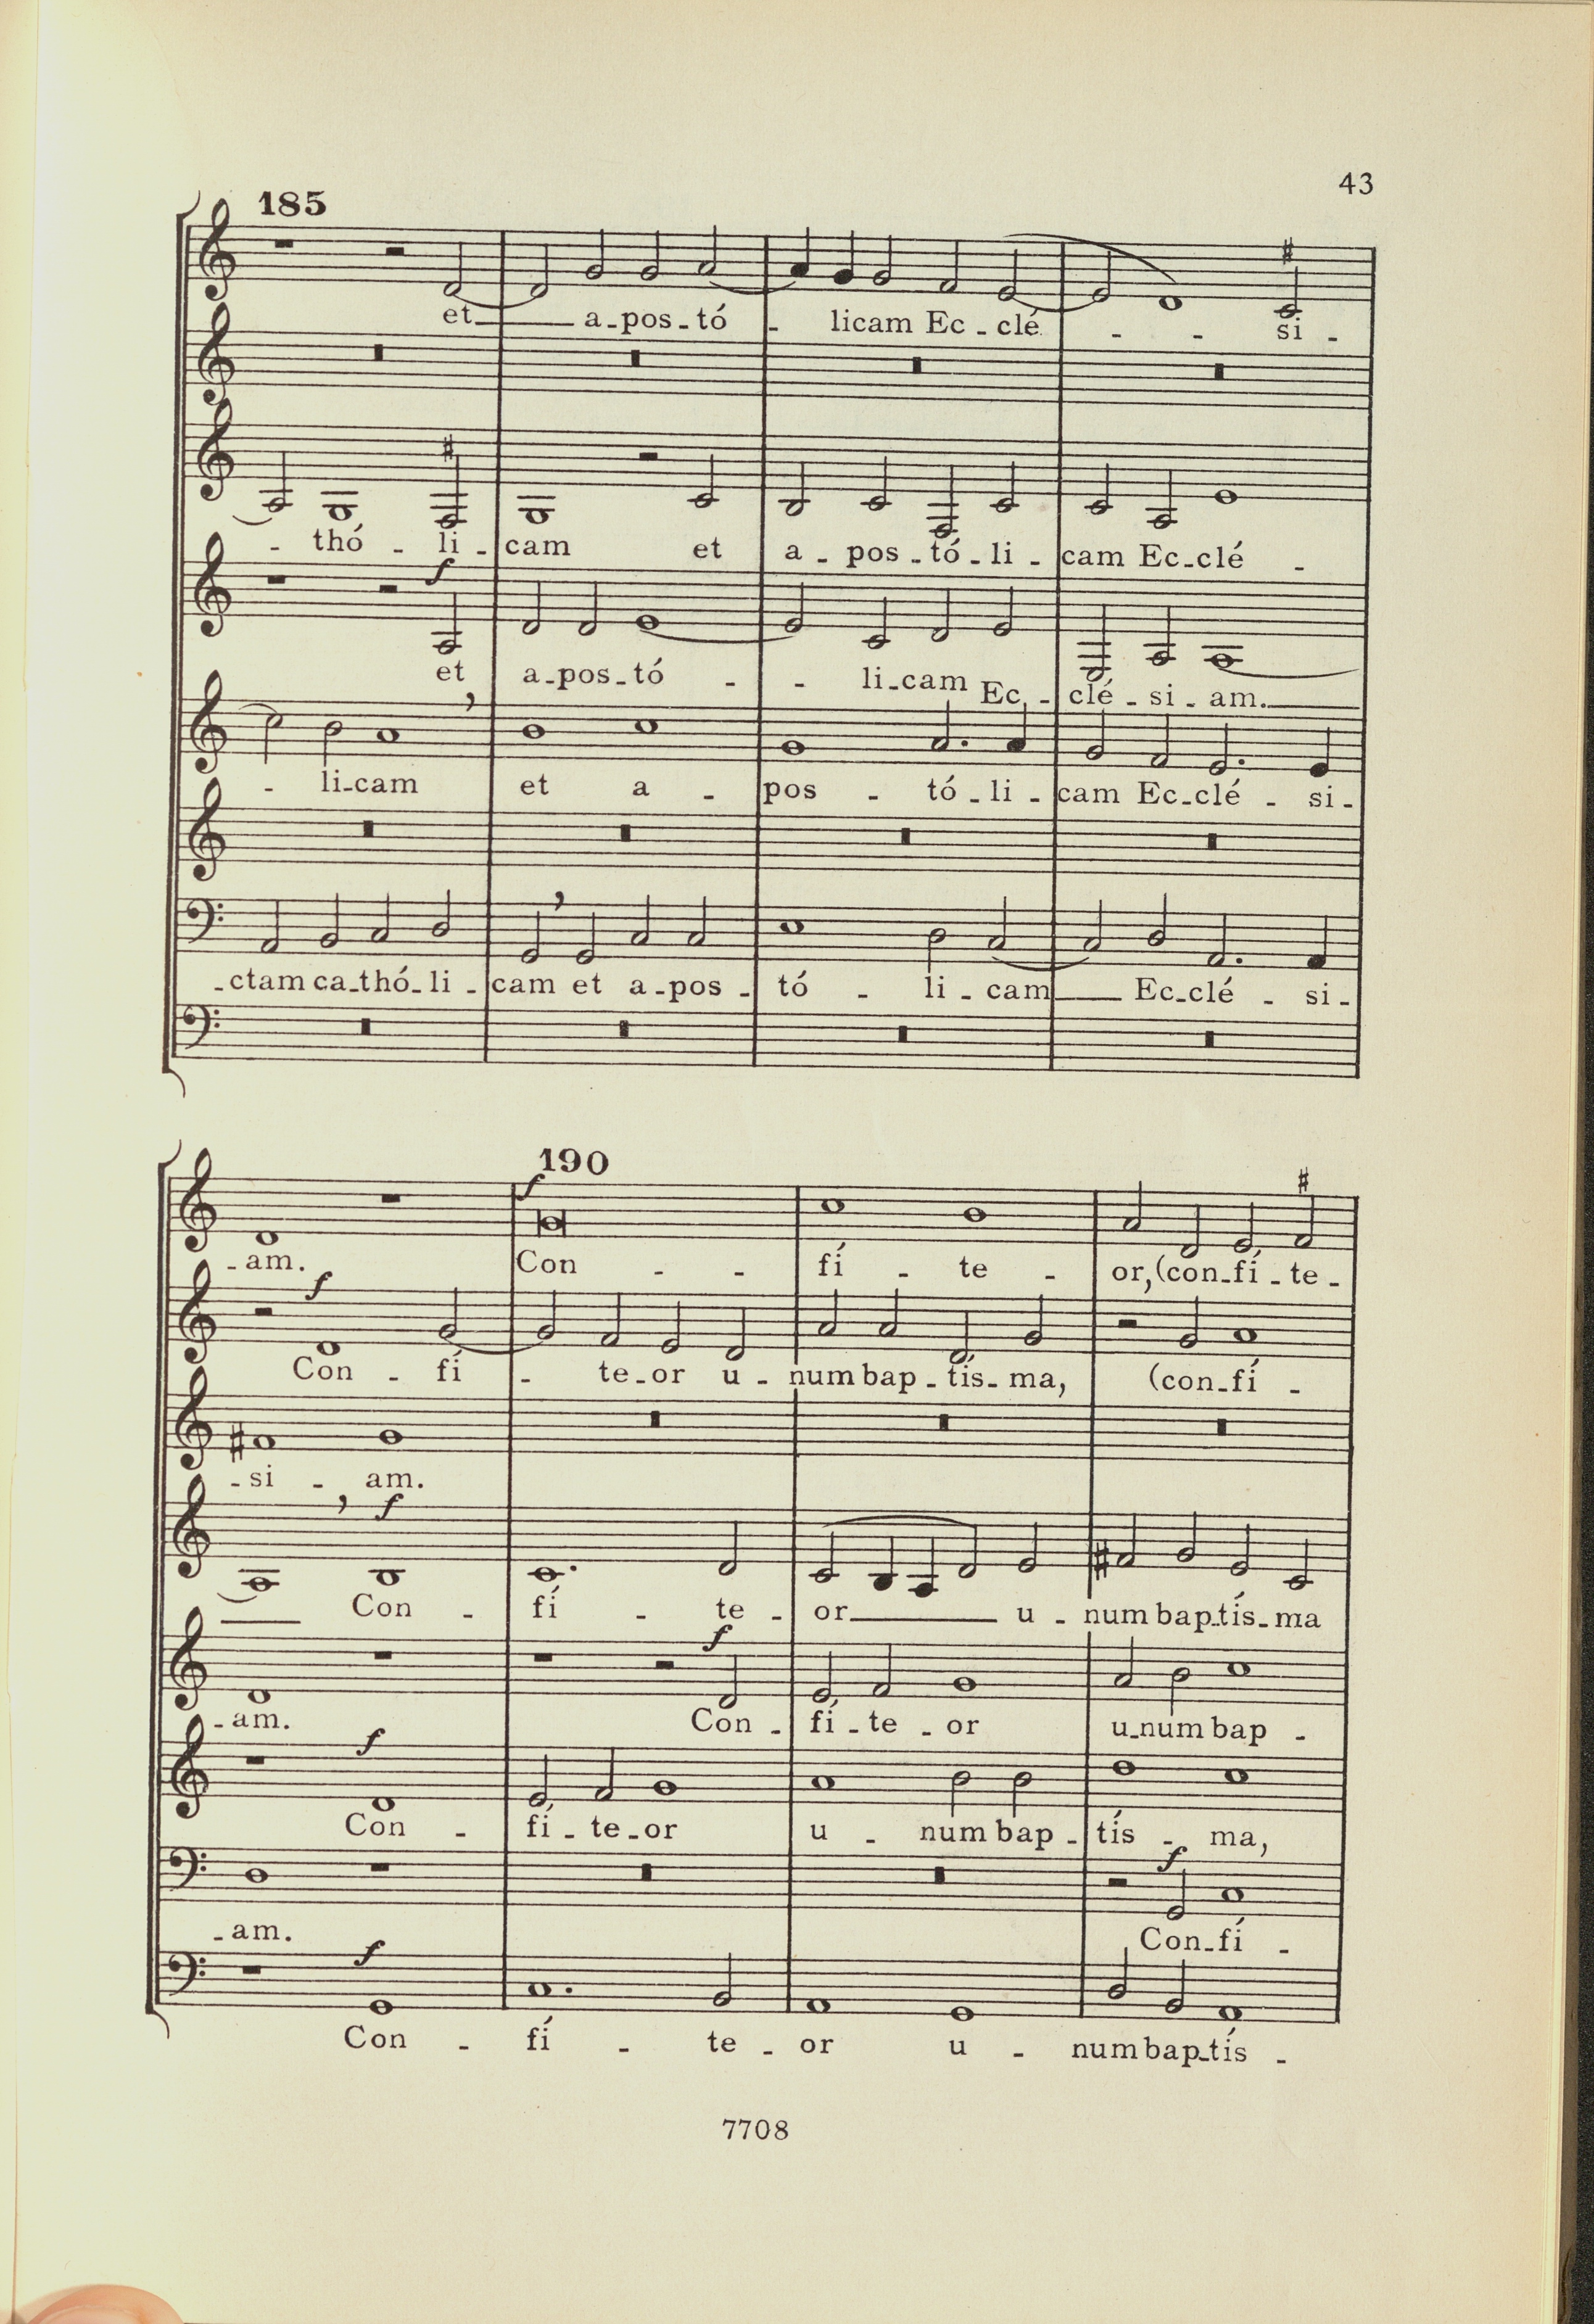 43
185
et a-pos-tó - licam Ec-clé - - si -
- thó - li - cam et a - pos - tó - li - cam Ec-clé -
f
et a-pos-tó - - li-cam Ec - clé - si - am.
- li-cam et a - pos - tó - li - cam Ec-clé - si -
-ctam ca-thó-li - cam et a-pos - tó - li - cam Ec-clé - si -
190
f
-am. Con - - fí - te - or, (con-fí-te-
f
Con - fí - te-or u - num bap - tís - ma, (con-fí -
-si - am.
f
Con - fí - te - or u - num bap-tís-ma
f
-am. Con - fí - te - or u-num bap -
f
Con - fí - te-or u - num bap - tís - ma,
f
-am. Con-fí -
f
Con - fí - te - or u - num bap-tís -
7708